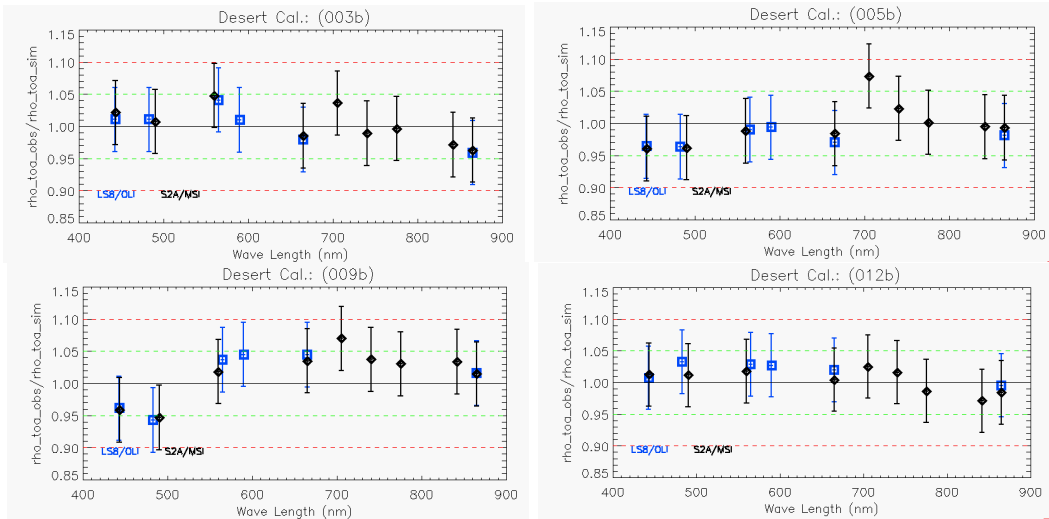 Desert Cal.: (003b)
rho_toa_obs/rho_toa_sim
1.15
1.10
1.05
1.00
0.95
0.90
0.85
LS8/OLI S2A/MSI
400 500 600 700 800 900
Wave Length (nm)
Desert Cal.: (005b)
rho_toa_obs/rho_toa_sim
1.15
1.10
1.05
1.00
0.95
0.90
0.85
LS8/OLI S2A/MSI
400 500 600 700 800 900
Wave Length (nm)
Desert Cal.: (009b)
rho_toa_obs/rho_toa_sim
1.15
1.10
1.05
1.00
0.95
0.90
0.85
LS8/OLI S2A/MSI
400 500 600 700 800 900
Wave Length (nm)
Desert Cal.: (012b)
rho_toa_obs/rho_toa_sim
1.15
1.10
1.05
1.00
0.95
0.90
0.85
LS8/OLI S2A/MSI
400 500 600 700 800 900
Wave Length (nm)